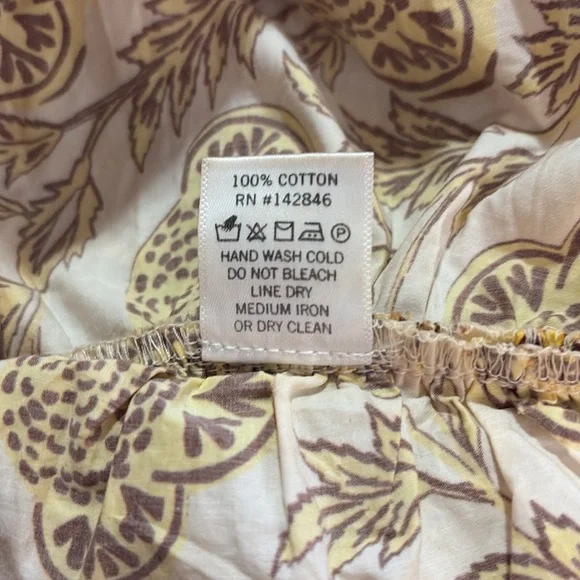 100% COTTON
RN #142846
P
HAND WASH COLD
DO NOT BLEACH
LINE DRY
MEDIUM IRON
OR DRY CLEAN